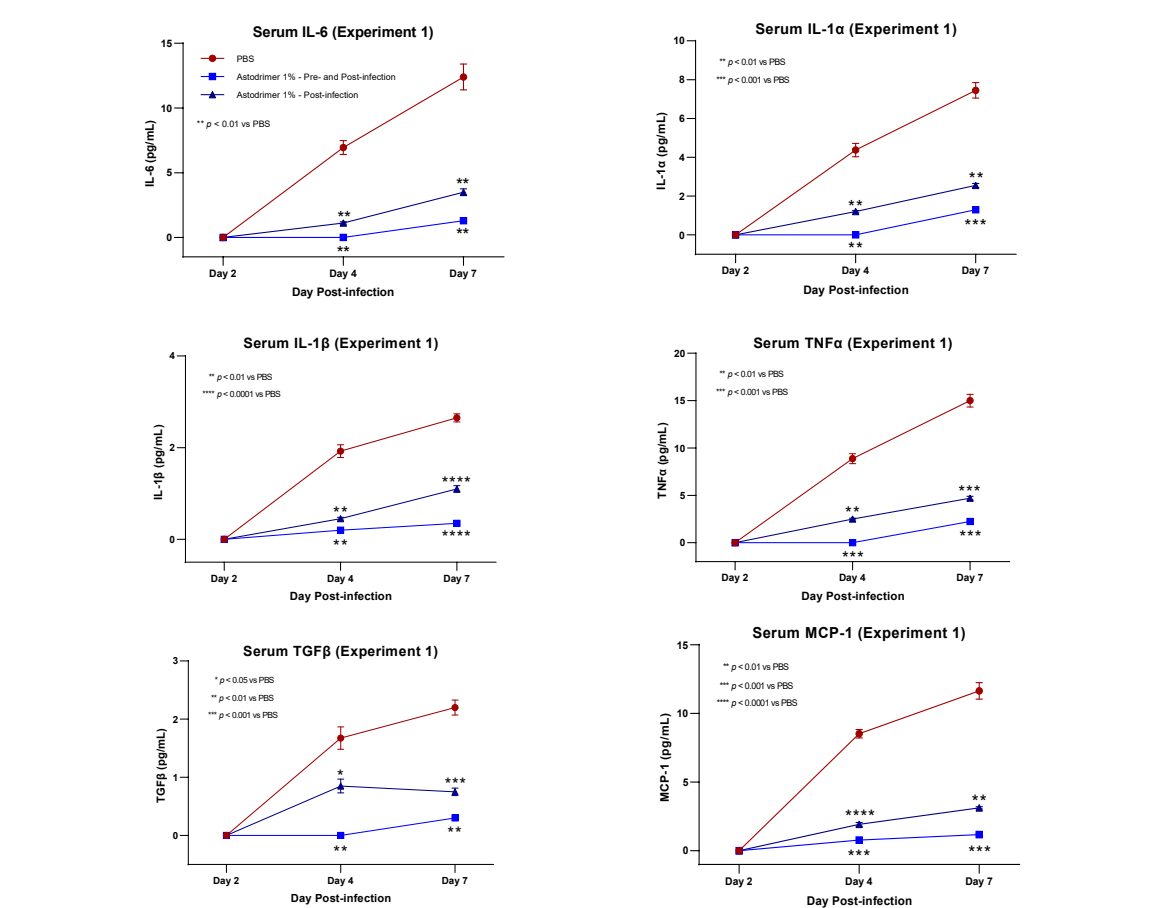 Serum IL-6 (Experiment 1)
15
10
5
0
IL-6 (pg/mL)
PBS
Astodrimer 1% - Pre- and Post-infection
Astodrimer 1% - Post-infection
** p < 0.01 vs PBS
**
**
**
**
Day 2
Day 4
Day 7
Day Post-infection
Serum IL-1α (Experiment 1)
10
8
6
4
2
0
IL-1α (pg/mL)
** p < 0.01 vs PBS
*** p < 0.001 vs PBS
**
**
**
***
Day 2
Day 4
Day 7
Day Post-infection
Serum IL-1β (Experiment 1)
4
2
0
IL-1β (pg/mL)
** p < 0.01 vs PBS
**** p < 0.0001 vs PBS
**
**
****
****
Day 2
Day 4
Day 7
Day Post-infection
Serum TNFα (Experiment 1)
20
15
10
5
0
TNFα (pg/mL)
** p < 0.01 vs PBS
*** p < 0.001 vs PBS
**
***
***
***
Day 2
Day 4
Day 7
Day Post-infection
Serum TGFβ (Experiment 1)
3
2
1
0
TGFβ (pg/mL)
* p < 0.05 vs PBS
** p < 0.01 vs PBS
*** p < 0.001 vs PBS
*
**
***
**
Day 2
Day 4
Day 7
Day Post-infection
Serum MCP-1 (Experiment 1)
15
10
5
0
MCP-1 (pg/mL)
** p < 0.01 vs PBS
*** p < 0.001 vs PBS
**** p < 0.0001 vs PBS
****
***
**
***
Day 2
Day 4
Day 7
Day Post-infection